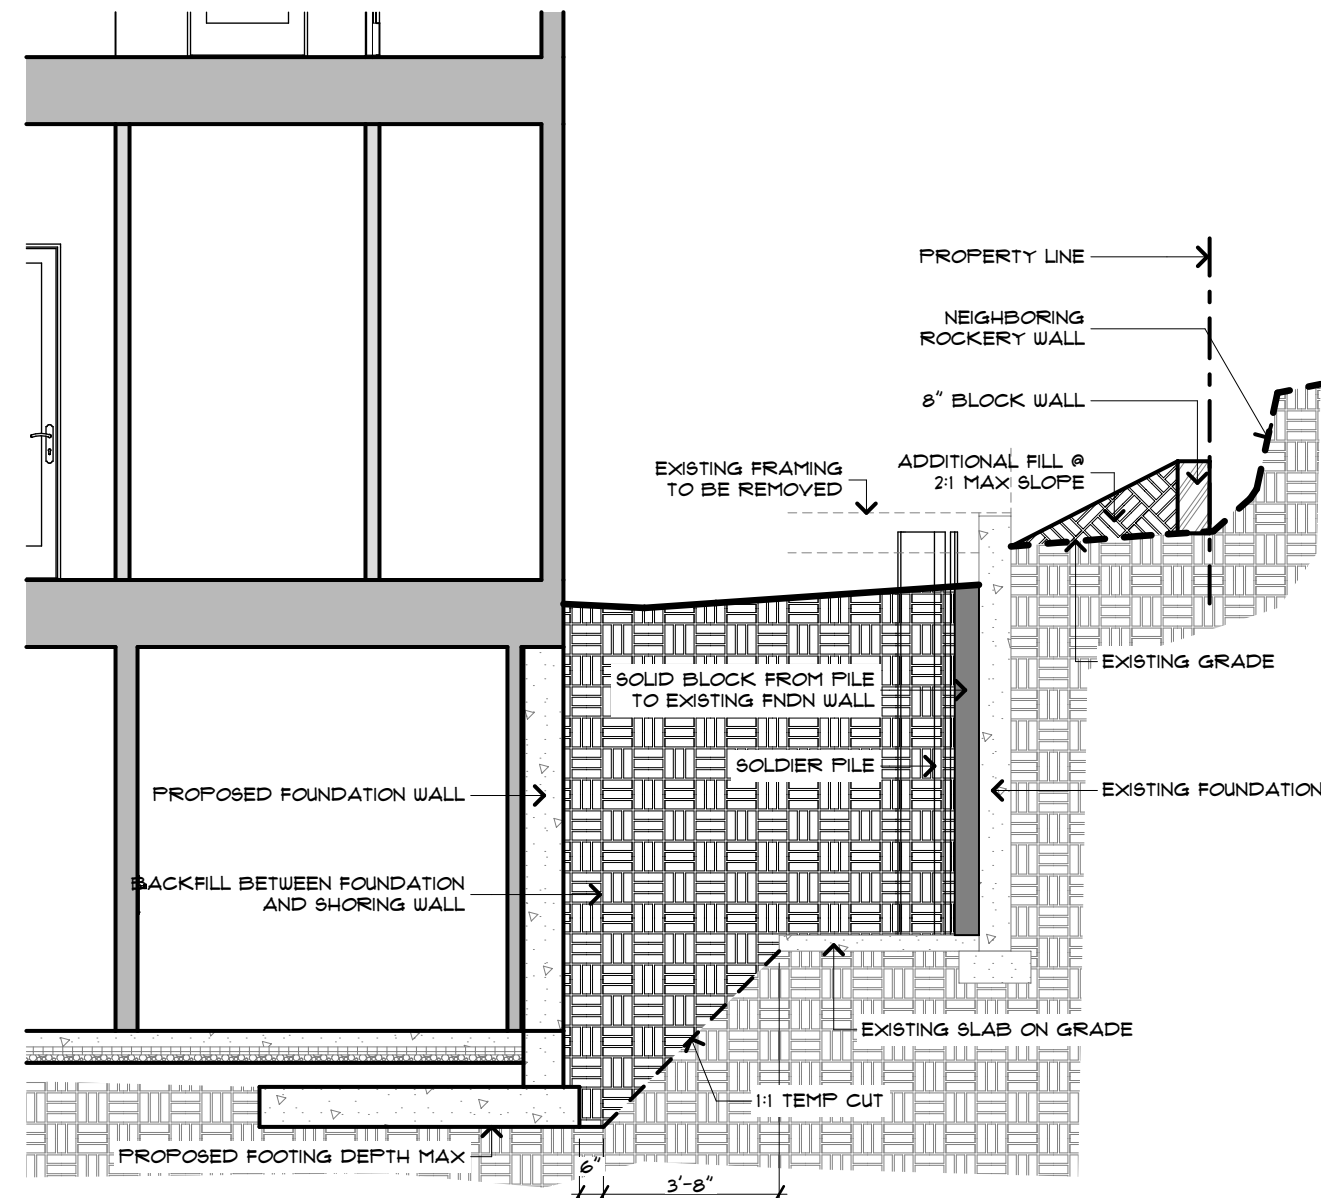 PROPERTY LINE
NEIGHBORING
ROCKERY WALL
8" BLOCK WALL
ADDITIONAL FILL @
2:1 MAX SLOPE
EXISTING FRAMING
TO BE REMOVED
EXISTING GRADE
SOLID BLOCK FROM PILE
TO EXISTING FNDN WALL
SOLDIER PILE
EXISTING FOUNDATION
PROPOSED FOUNDATION WALL
BACKFILL BETWEEN FOUNDATION
AND SHORING WALL
EXISTING SLAB ON GRADE
1:1 TEMP CUT
PROPOSED FOOTING DEPTH MAX
6"
3'-8"